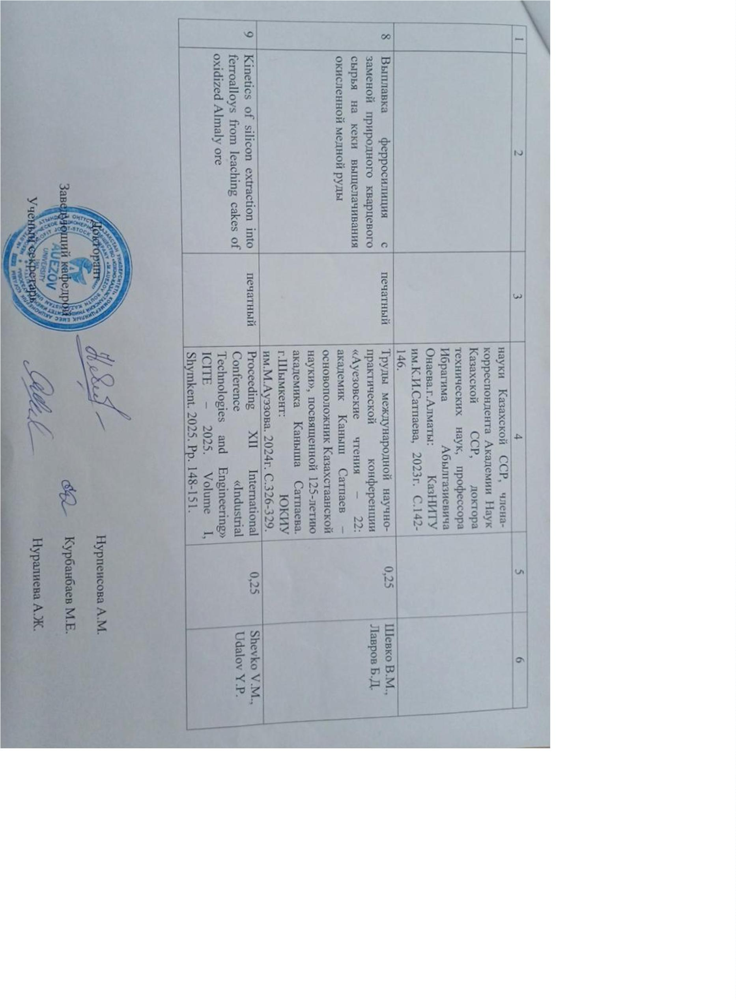 1 2 3 4 5 6
науки Казахской ССР, члена-
корреспондента Академии Наук
Казахской ССР, доктора
технических наук, профессора
Ибрагима Абылгазиевича
Онаева.г.Алматы: КазНИТУ
им.К.И.Сатпаева, 2023г. С.142-
146.
8
Выплавка ферросилиция с
заменой природного кварцевого
сырья на кеки выщелачивания
окисленной медной руды
печатный
Труды международной научно-
практической конференции
«Ауезовские чтения – 22:
академик Каныш Сатпаев –
основоположник Казахстаанской
науки», посвященной 125-летию
академика Каныша Сатпаева.
г.Шымкент: ЮКИУ
им.М.Ауэзова. 2024г. С.326-329.
0,25
Шевко В.М.,
Лавров Б.Д.
9
Kinetics of silicon extraction into
ferroalloys from leaching cakes of
oxidized Almaly ore
печатный
Proceeding XII International
Conference «Industrial
Technologies and Engineering»
ICITE – 2025. Volume I,
Shymkent. 2025. Pp. 148-151.
0,25
Shevko V.M.,
Udalov Y.P.
Докторант Нурпеисова А.М.
Заведующий кафедрой Курбанбаев М.Е.
Ученый секретарь Нуралиева А.Ж.
AUEZOV
UNIVERSITY